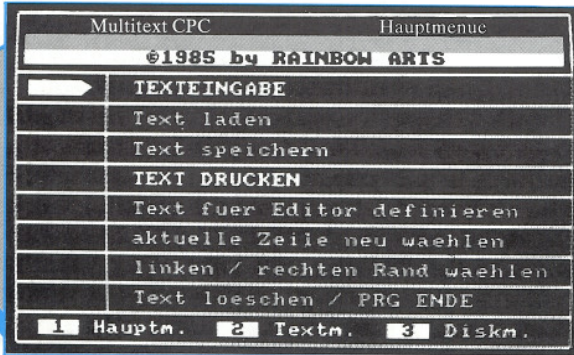 Multitext CPC Hauptmenue
©1985 by RAINBOW ARTS
TEXTEINGABE
Text laden
Text speichern
TEXT DRUCKEN
Text fuer Editor definieren
aktuelle Zeile neu waehlen
linken / rechten Rand waehlen
Text loeschen / PRG ENDE
1 Hauptm. 2 Textm. 3 Diskm.